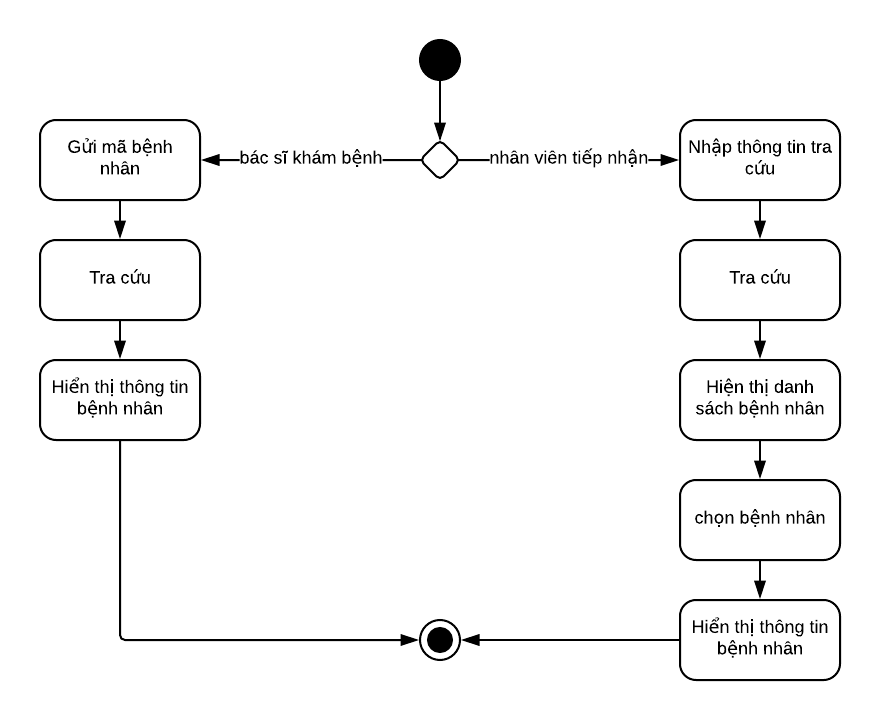 Gửi mã bệnh
nhân
bác sĩ khám bệnh
nhân viên tiếp nhận
Nhập thông tin tra
cứu
Tra cứu
Tra cứu
Hiển thị thông tin
bệnh nhân
Hiện thị danh
sách bệnh nhân
chọn bệnh nhân
Hiển thị thông tin
bệnh nhân